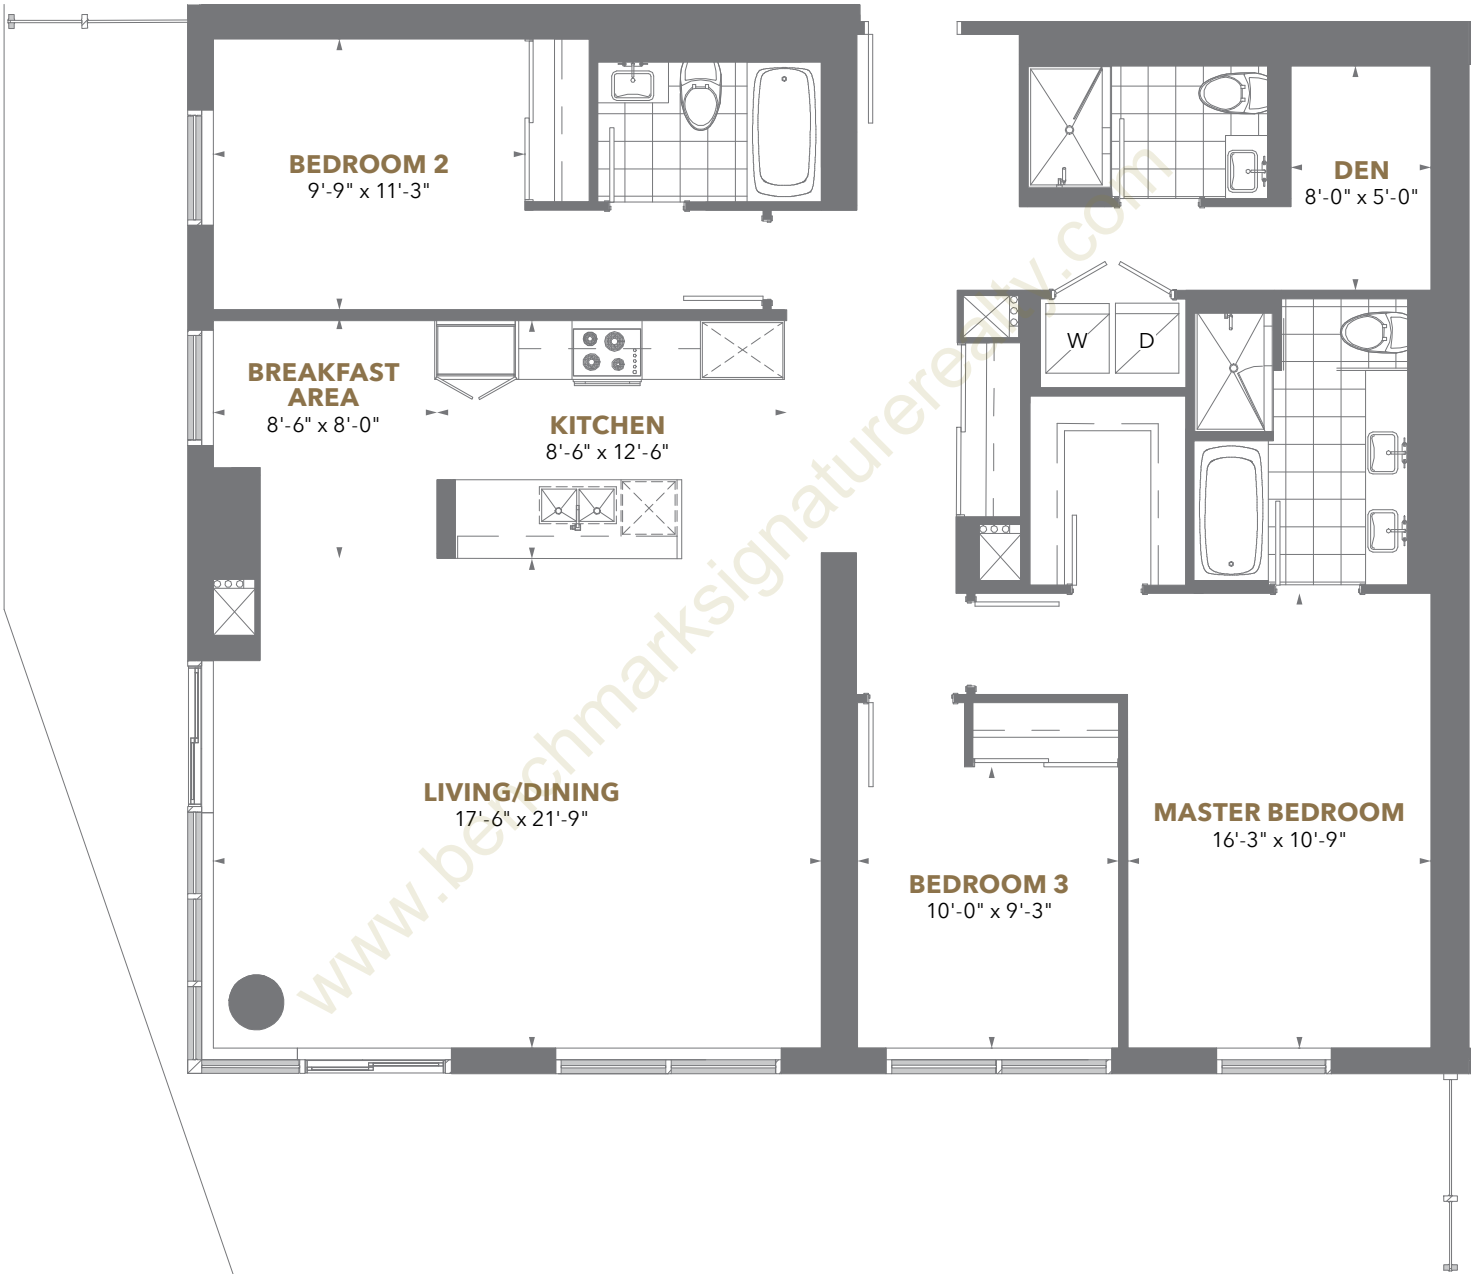 BEDROOM 2
9'-9" x 11'-3"
DEN
8'-0" x 5'-0"
BREAKFAST
AREA
8'-6" x 8'-0"
KITCHEN
8'-6" x 12'-6"
W
D
LIVING/DINING
17'-6" x 21'-9"
BEDROOM 3
10'-0" x 9'-3"
MASTER BEDROOM
16'-3" x 10'-9"
www.benchmarksignaturerealty.com